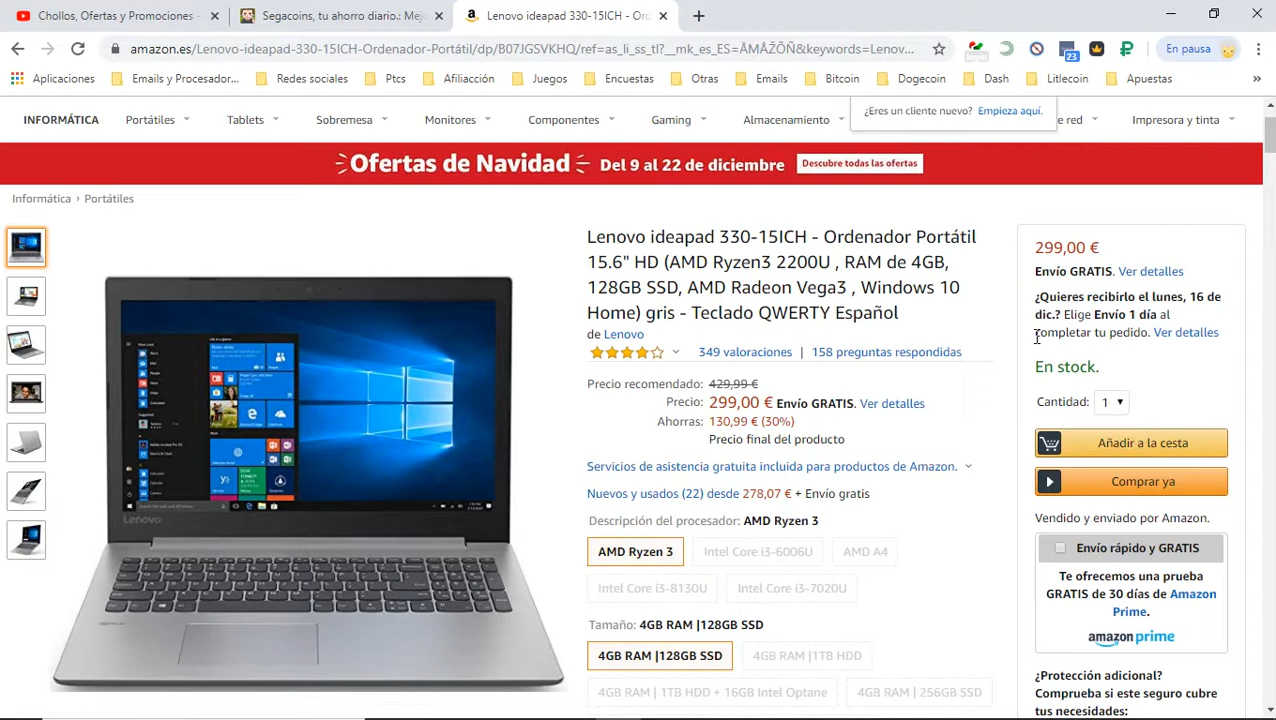 Chollos, Ofertas y Promociones -
Segacoins, tu ahorro diario.: Mej
Lenovo ideapad 330-15ICH - Ord
amazon.es/Lenovo-ideapad-330-15ICH-Ordenador-Portátil/dp/B07JGSVKHQ/ref=as_li_ss_tl?__mk_es_ES=ÅMÅŽÕÑ&keywords=Lenov...
23
En pausa
Aplicaciones
Emails y Procesador...
Redes sociales
Ptcs
Afiliacción
Juegos
Encuestas
Otros
Emails
Bitcoin
Dogecoin
Dash
Litlecoin
Apuestas
»
¿Eres un cliente nuevo? Empieza aquí.
INFORMÁTICA
Portátiles
Tablets
Sobremesa
Monitores
Componentes
Gaming
Almacenamiento
de red
Impresora y tinta
Ofertas de Navidad Del 9 al 22 de diciembre Descubre todas las ofertas
Informática › Portátiles
Lenovo ideapad 330-15ICH - Ordenador Portátil
15.6" HD (AMD Ryzen3 2200U , RAM de 4GB,
128GB SSD, AMD Radeon Vega3 , Windows 10
Home) gris - Teclado QWERTY Español
de Lenovo
349 valoraciones | 158 preguntas respondidas
Precio recomendado: 429,99 €
Precio: 299,00 € Envío GRATIS. Ver detalles
Ahorras: 130,99 € (30%)
Precio final del producto
Servicios de asistencia gratuita incluida para productos de Amazon.
Nuevos y usados (22) desde 278,07 € + Envío gratis
Descripción del procesador: AMD Ryzen 3
AMD Ryzen 3
Intel Core i3-6006U
AMD A4
Intel Core i3-8130U
Intel Core i3-7020U
Tamaño: 4GB RAM |128GB SSD
4GB RAM |128GB SSD
4GB RAM |1TB HDD
4GB RAM | 1TB HDD + 16GB Intel Optane
4GB RAM | 256GB SSD
299,00 €
Envío GRATIS. Ver detalles
¿Quieres recibirlo el lunes, 16 de
dic.? Elige Envío 1 día al
completar tu pedido. Ver detalles
En stock.
Cantidad: 1
Añadir a la cesta
Comprar ya
Vendido y enviado por Amazon.
Envío rápido y GRATIS
Te ofrecemos una prueba
GRATIS de 30 días de Amazon
Prime.
amazon prime
¿Protección adicional?
Comprueba si este seguro cubre
tus necesidades:
Lenovo